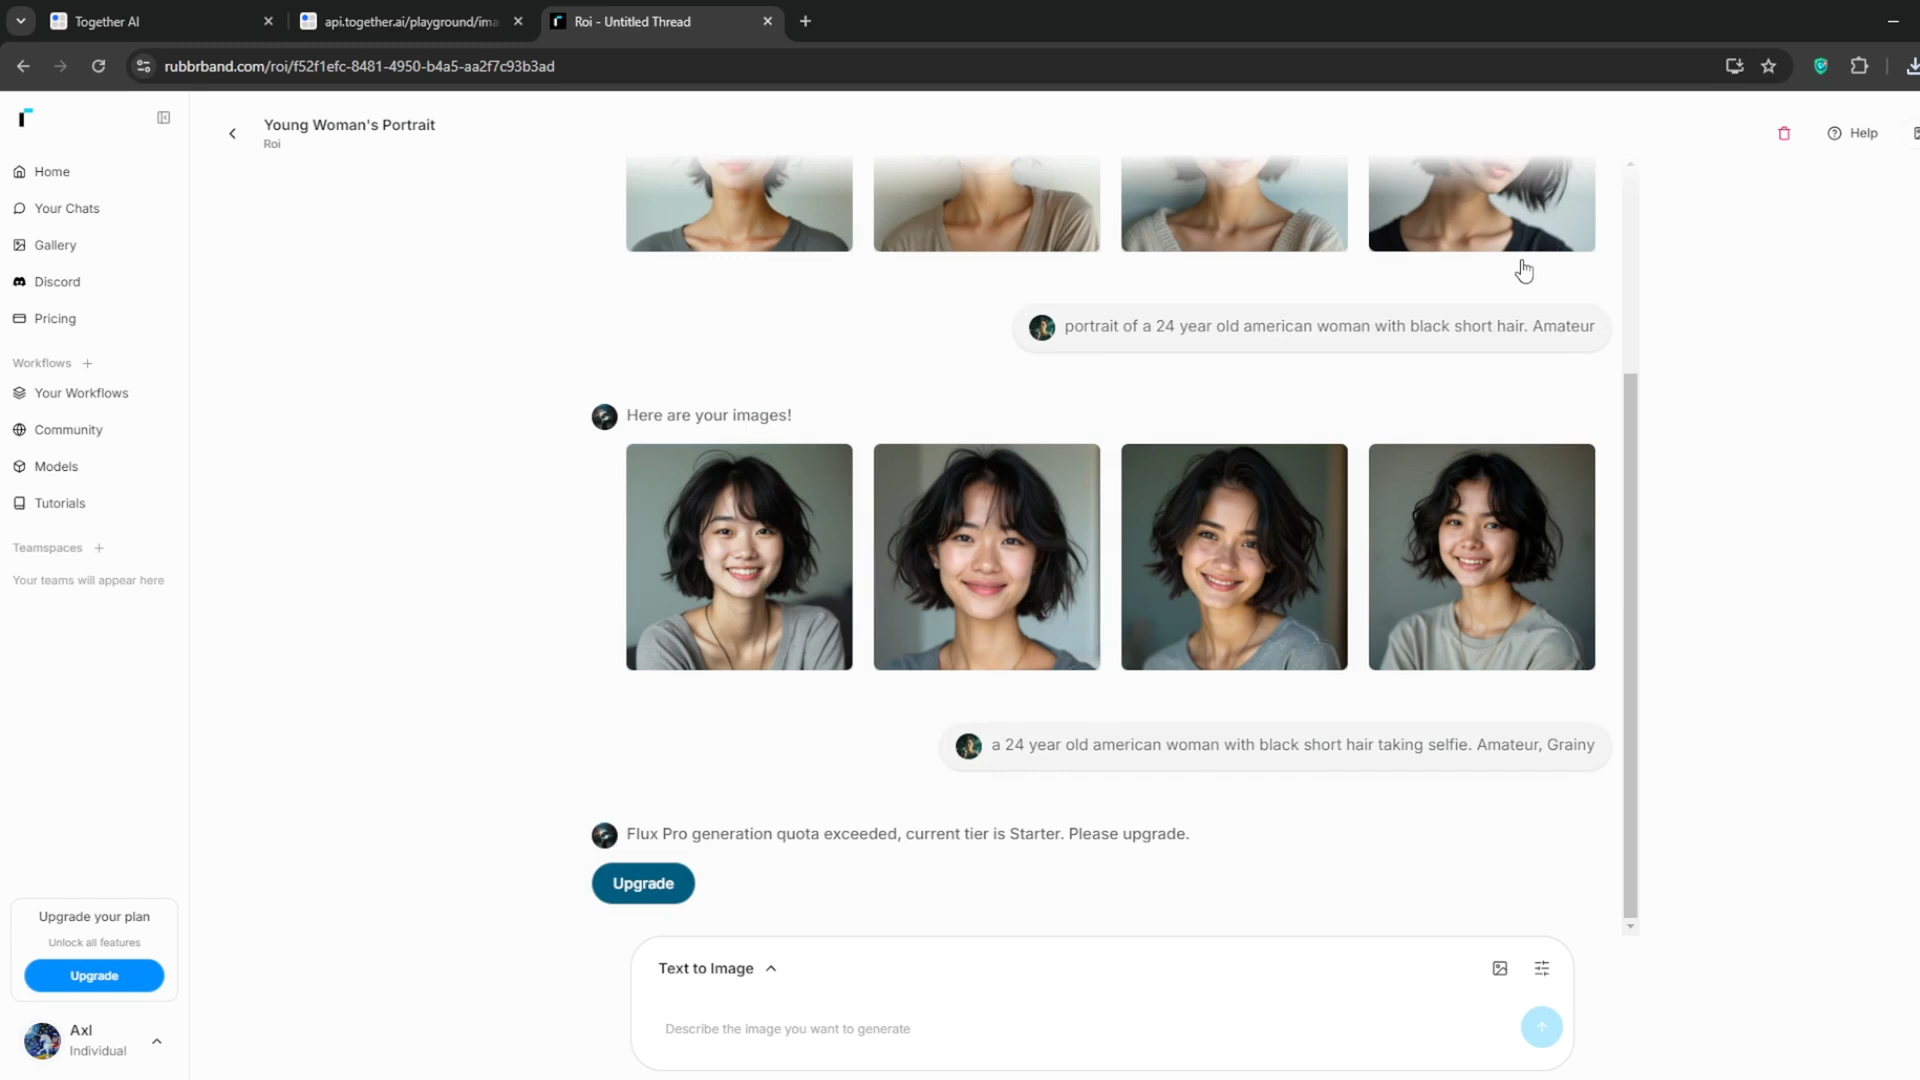 Together AI
api.together.ai/playground/ima
Roi - Untitled Thread
rubbrband.com/roi/f52f1efc-8481-4950-b4a5-aa2f7c93b3ad
Young Woman's Portrait
Roi
Help
Home
Your Chats
Gallery
Discord
Pricing
Workflows
Your Workflows
Community
Models
Tutorials
Teamspaces
Your teams will appear here
portrait of a 24 year old american woman with black short hair. Amateur
Here are your images!
a 24 year old american woman with black short hair taking selfie. Amateur, Grainy
Flux Pro generation quota exceeded, current tier is Starter. Please upgrade.
Upgrade
Upgrade your plan
Unlock all features
Upgrade
Axl
Individual
Text to Image
Describe the image you want to generate